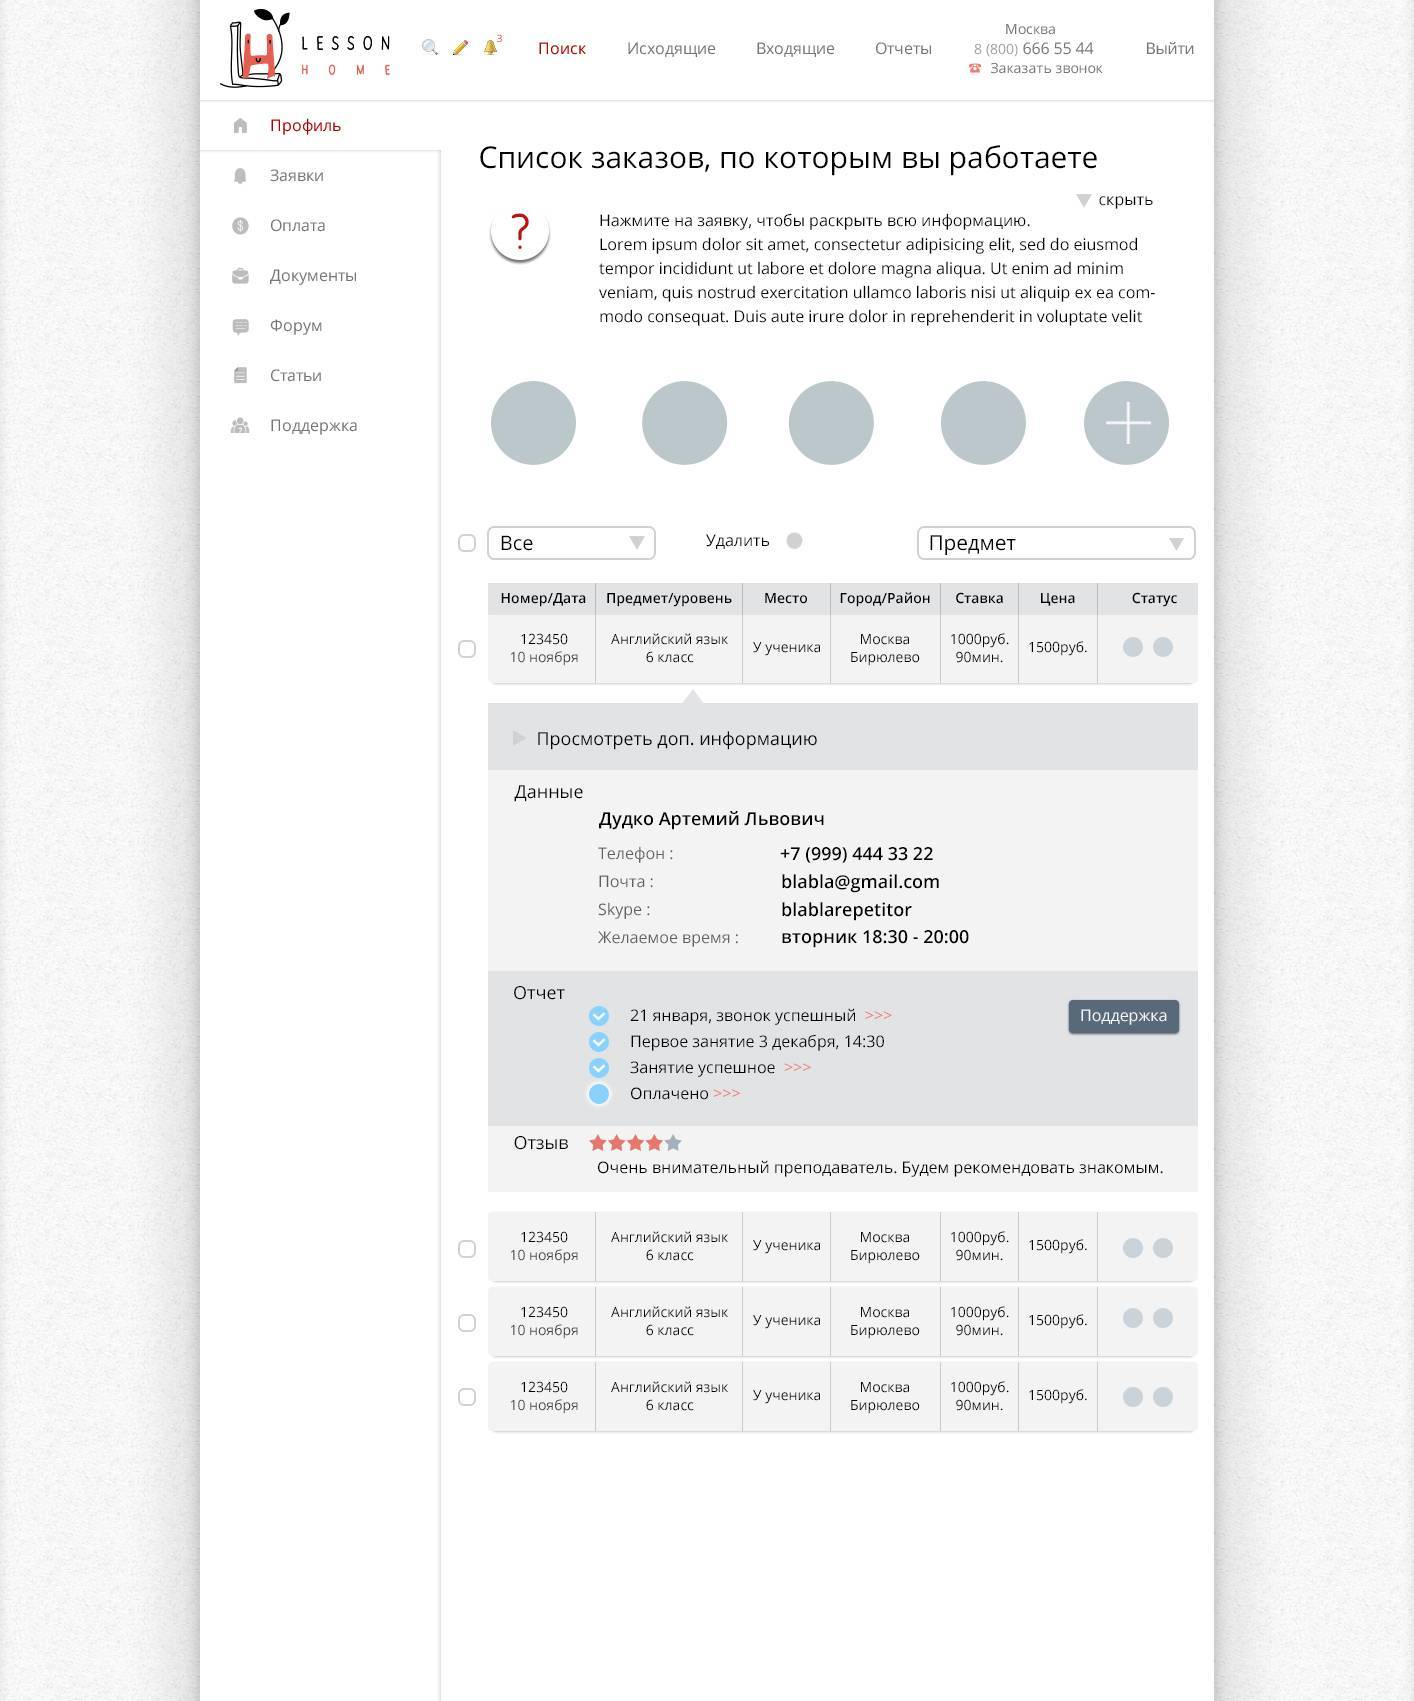 LESSON
HOME
3
Поиск
Исходящие
Входящие
Отчеты
Москва
8 (800) 666 55 44
Заказать звонок
Выйти
Профиль
Заявки
Оплата
Документы
Форум
Статьи
Поддержка
Список заказов, по которым вы работаете
скрыть
?
Нажмите на заявку, чтобы раскрыть всю информацию.
Lorem ipsum dolor sit amet, consectetur adipisicing elit, sed do eiusmod
tempor incididunt ut labore et dolore magna aliqua. Ut enim ad minim
veniam, quis nostrud exercitation ullamco laboris nisi ut aliquip ex ea com-
modo consequat. Duis aute irure dolor in reprehenderit in voluptate velit
Все
Удалить
Предмет
Номер/Дата Предмет/уровень Место Город/Район Ставка Цена Статус
123450 Английский язык У ученика Москва 1000руб. 1500руб.
10 ноября 6 класс Бирюлево 90мин.
Просмотреть доп. информацию
Данные
Дудко Артемий Львович
Телефон : +7 (999) 444 33 22
Почта : blabla@gmail.com
Skype : blablarepetitor
Желаемое время : вторник 18:30 - 20:00
Отчет
21 января, звонок успешный >>>
Поддержка
Первое занятие 3 декабря, 14:30
Занятие успешное >>>
Оплачено >>>
Отзыв
Очень внимательный преподаватель. Будем рекомендовать знакомым.
123450 Английский язык У ученика Москва 1000руб. 1500руб.
10 ноября 6 класс Бирюлево 90мин.
123450 Английский язык У ученика Москва 1000руб. 1500руб.
10 ноября 6 класс Бирюлево 90мин.
123450 Английский язык У ученика Москва 1000руб. 1500руб.
10 ноября 6 класс Бирюлево 90мин.